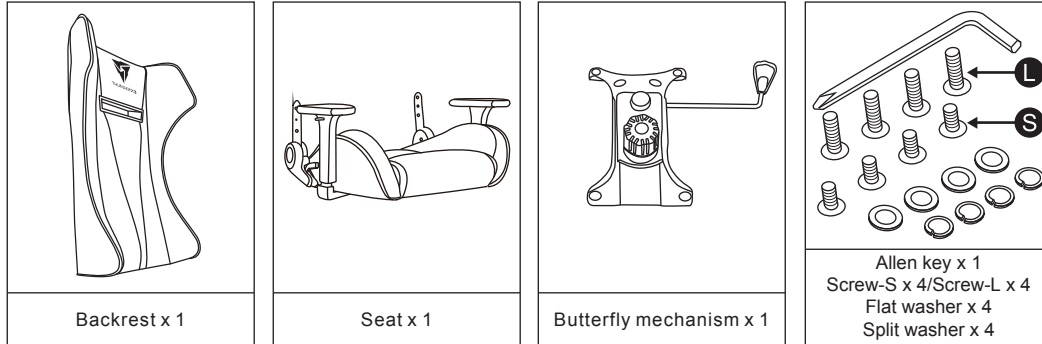 Backrest x 1
Seat x 1
Butterfly mechanism x 1
L
S
Allen key x 1
Screw-S x 4/Screw-L x 4
Flat washer x 4
Split washer x 4